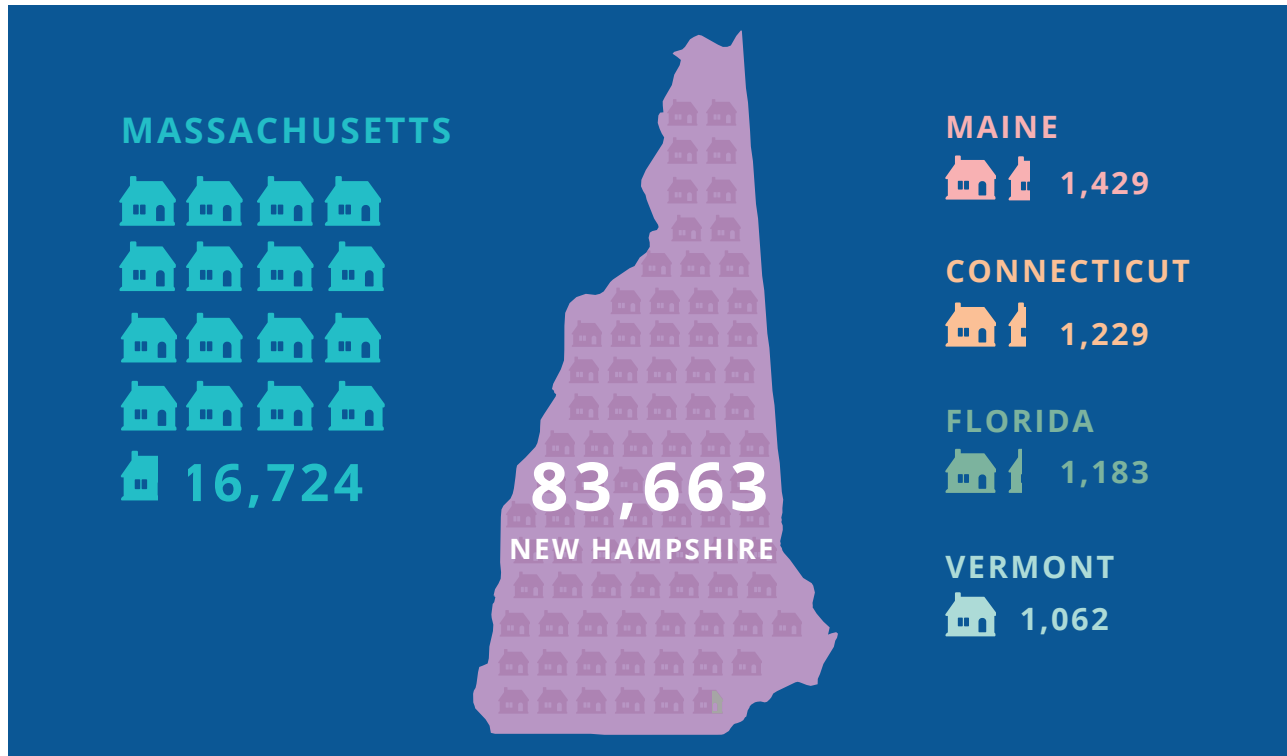 MASSACHUSETTS
16,724
83,663
NEW HAMPSHIRE
MAINE
1,429
CONNECTICUT
1,229
FLORIDA
1,183
VERMONT
1,062